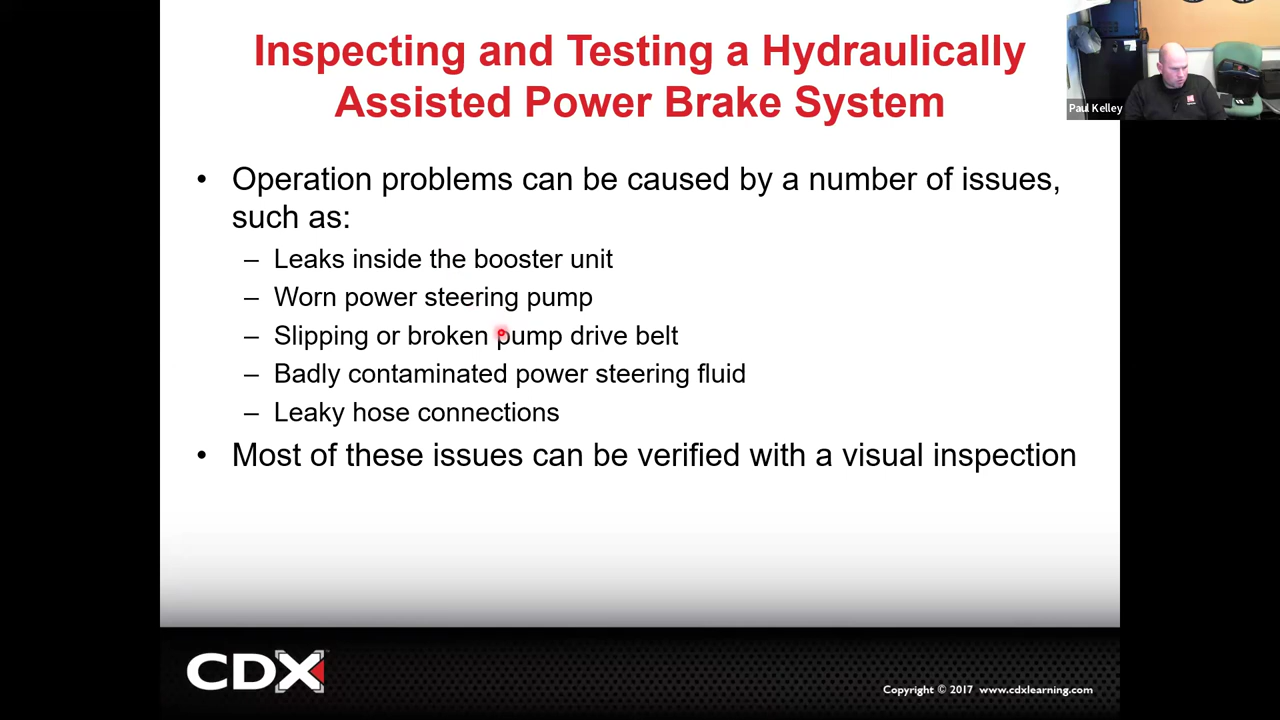 Inspecting and Testing a Hydraulically
Assisted Power Brake System
Paul Kelley
• Operation problems can be caused by a number of issues,
such as:
– Leaks inside the booster unit
– Worn power steering pump
– Slipping or broken pump drive belt
– Badly contaminated power steering fluid
– Leaky hose connections
• Most of these issues can be verified with a visual inspection
CDX
Copyright © 2017 www.cdxlearning.com